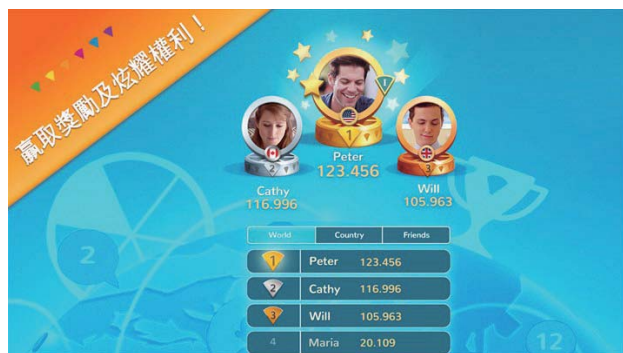 贏取獎勵及炫耀權利！
1
Peter
123.456
2
Cathy
116.996
3
Will
105.963
World Country Friends
1 Peter 123.456
2 Cathy 116.996
3 Will 105.963
4 Maria 20.109
2
12